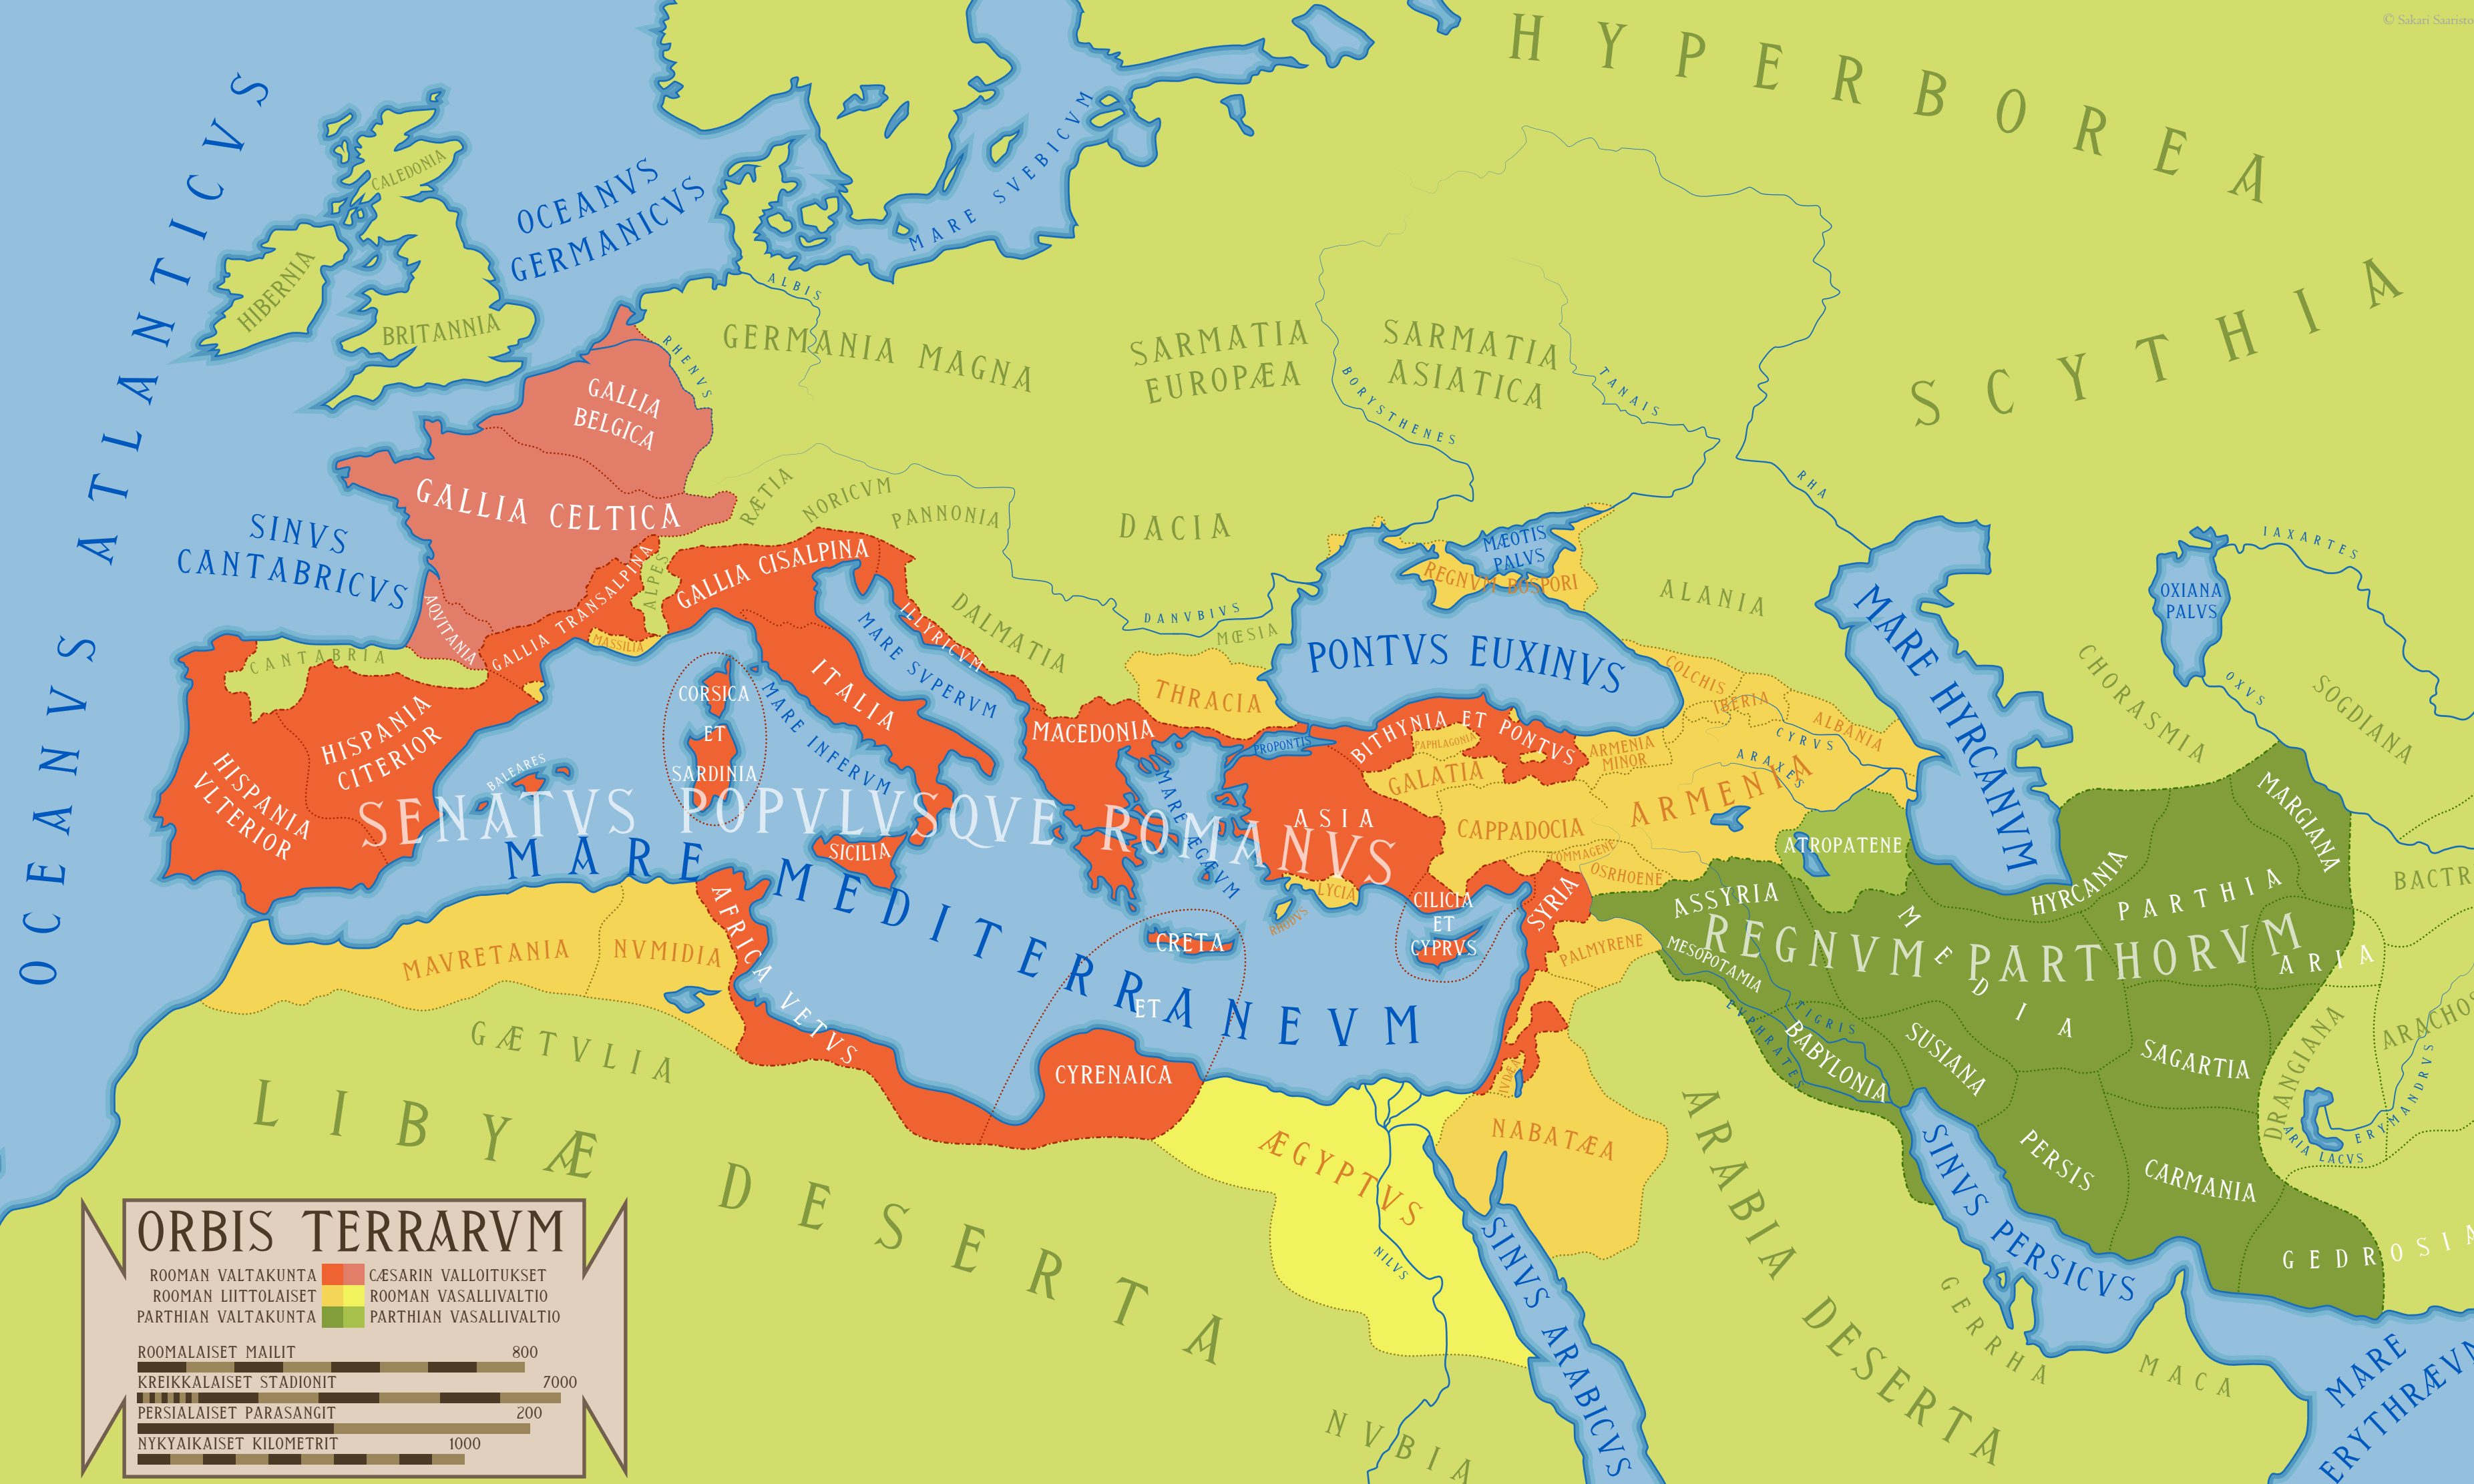 © Sakari Saaristo
HYPERBOREA
SCYTHIA
OCEANVS ATLANTICVS
CALEDONIA
HIBERNIA
BRITANNIA
OCEANVS
GERMANICVS
MARE SVEBICVM
ALBIS
GERMANIA MAGNA
RHENVS
SARMATIA
EUROPÆA
SARMATIA
ASIATICA
BORYSTHENES
TANAIS
RHA
GALLIA
BELGICA
GALLIA CELTICA
AQVITANIA
GALLIA TRANSALPINA
MASSILIA
ALPES
GALLIA CISALPINA
RÆTIA
NORICVM
PANNONIA
DACIA
DALMATIA
ILLYRICVM
DANVBIVS
MŒSIA
SINVS
CANTABRICVS
CANTABRIA
HISPANIA
CITERIOR
HISPANIA
VLTERIOR
BALEARES
CORSICA
ET
SARDINIA
ITALIA
MARE SVPERVM
MARE INFERVM
SICILIA
SENATVS POPVLVSQVE ROMANVS
MARE MEDITERRANEVM
MACEDONIA
THRACIA
PROPONTIS
MARE ÆGÆVM
PONTVS EUXINVS
MÆOTIS
PALVS
REGNVM BOSPORI
ALANIA
COLCHIS
IBERIA
ALBANIA
CYRVS
ARAXES
ARMENIA
ARMENIA
MINOR
BITHYNIA ET PONTVS
PAPHLAGONIA
GALATIA
CAPPADOCIA
COMMAGENE
OSRHOENE
ASIA
LYCIA
RHODVS
CILICIA
ET
CYPRVS
SYRIA
PALMYRENE
IVDÆA
NABATÆA
CRETA
ET
CYRENAICA
AFRICA VETVS
MAVRETANIA
NVMIDIA
GÆTVLIA
LIBYÆ DESERTA
ÆGYPTVS
NILVS
NVBIA
SINVS ARABICVS
ARABIA DESERTA
MARE HYRCANVM
OXIANA
PALVS
IAXARTES
OXVS
CHORASMIA
SOGDIANA
MARGIANA
BACTR
ATROPATENE
ASSYRIA
MESOPOTAMIA
EVPHRATES
TIGRIS
BABYLONIA
SUSIANA
MEDIA
HYRCANIA
PARTHIA
REGNVM PARTHORVM
ARIA
SAGARTIA
DRANGIANA
ARACHOS
ERYMANDRVS
ARIA LACVS
PERSIS
CARMANIA
GEDROSIA
SINVS PERSICVS
GERRHA
MACA
MARE
ERYTHRÆVM
ORBIS TERRARVM
ROOMAN VALTAKUNTA CÆSARIN VALLOITUKSET
ROOMAN LIITTOLAISET ROOMAN VASALLIVALTIO
PARTHIAN VALTAKUNTA PARTHIAN VASALLIVALTIO
ROOMALAISET MAILIT 800
KREIKKALAISET STADIONIT 7000
PERSIALAISET PARASANGIT 200
NYKYAIKAISET KILOMETRIT 1000